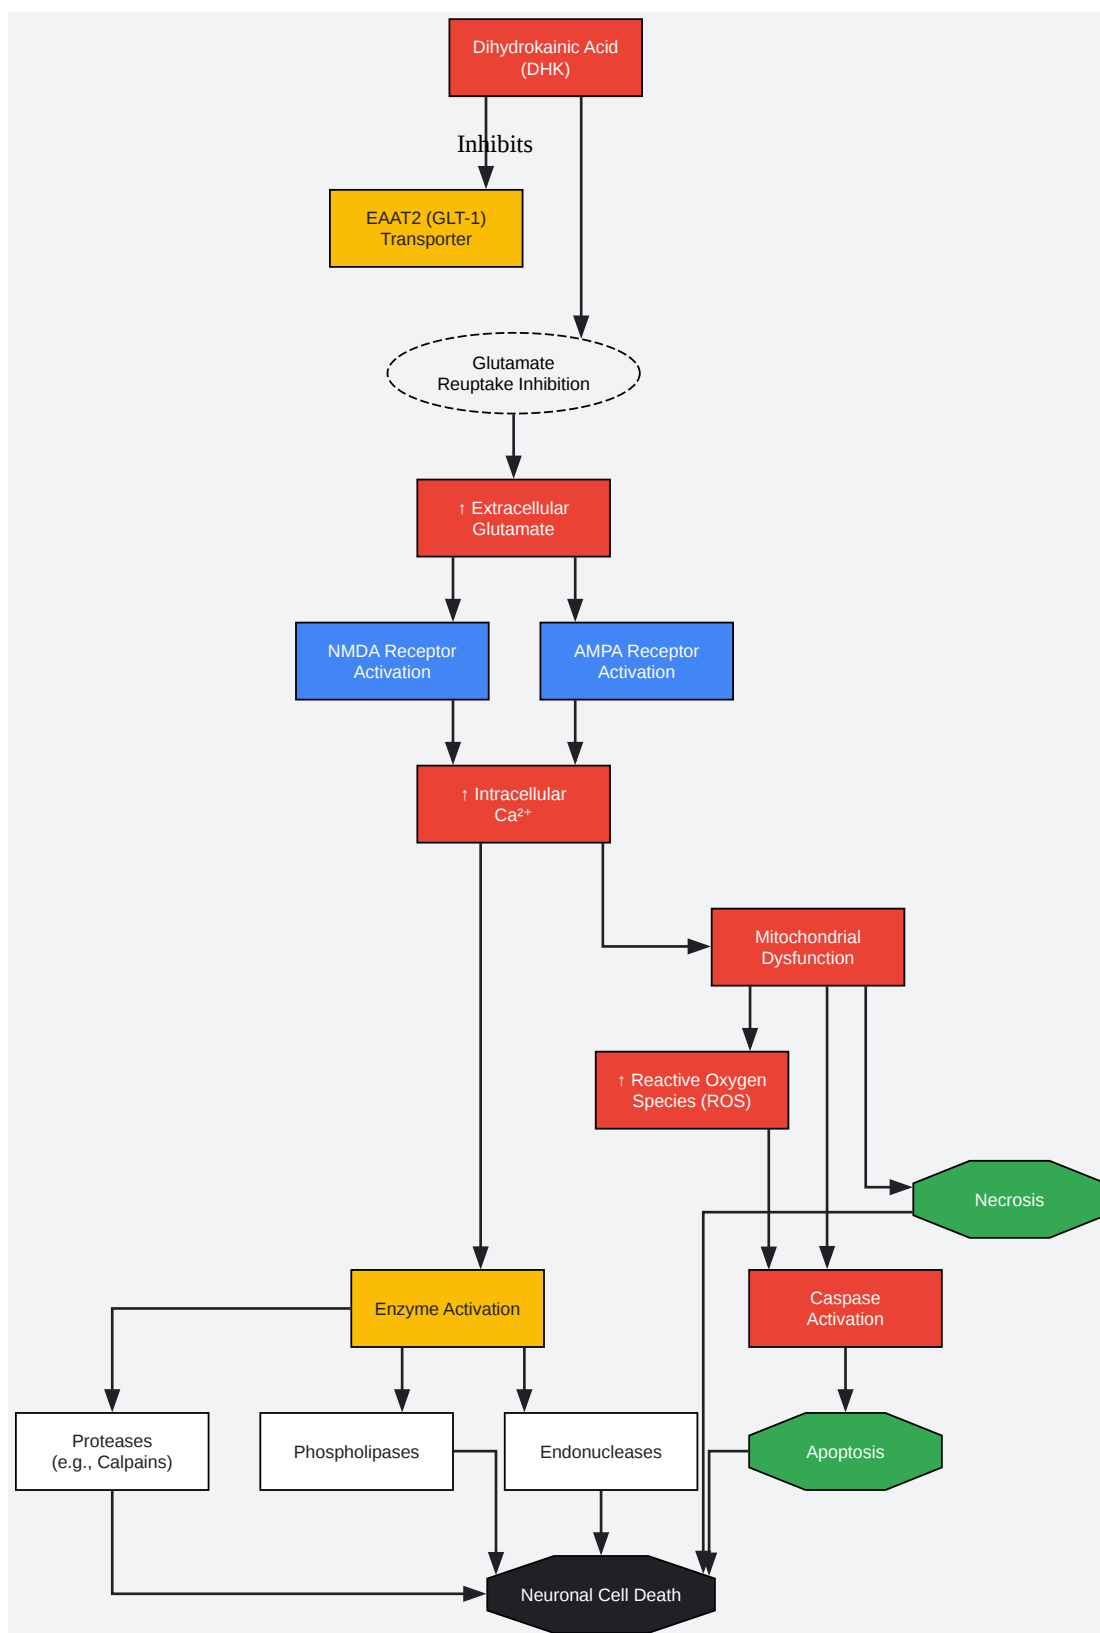 Dihydrokainic Acid
(DHK)
Inhibits
EAAT2 (GLT-1)
Transporter
Glutamate
Reuptake Inhibition
↑ Extracellular
Glutamate
NMDA Receptor
Activation
AMPA Receptor
Activation
↑ Intracellular
Ca²⁺
Mitochondrial
Dysfunction
↑ Reactive Oxygen
Species (ROS)
Necrosis
Enzyme Activation
Caspase
Activation
Proteases
(e.g., Calpains)
Phospholipases
Endonucleases
Apoptosis
Neuronal Cell Death